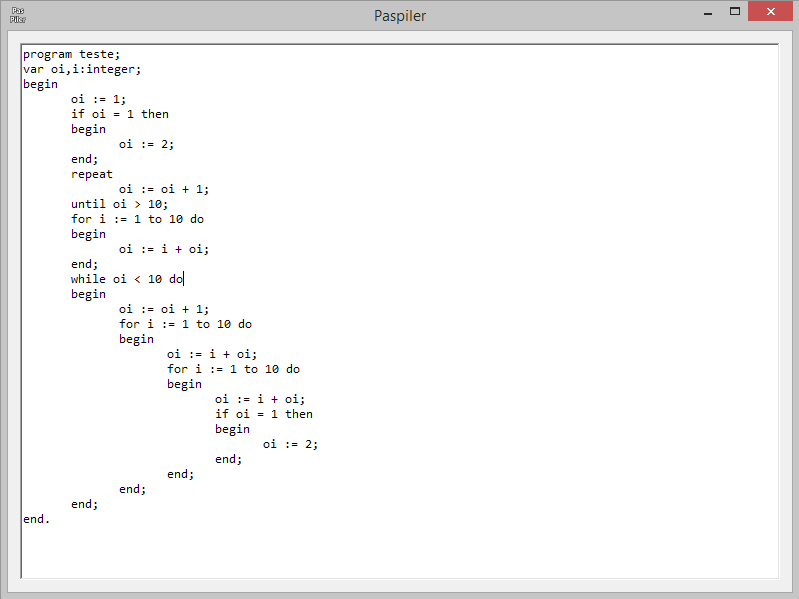 Pas
Piler
Paspiler
program teste;
var oi,i:integer;
begin
	oi := 1;
	if oi = 1 then
	begin
		oi := 2;
	end;
	repeat
		oi := oi + 1;
	until oi > 10;
	for i := 1 to 10 do
	begin
		oi := i + oi;
	end;
	while oi < 10 do
	begin
		oi := oi + 1;
		for i := 1 to 10 do
		begin
			oi := i + oi;
			for i := 1 to 10 do
			begin
				oi := i + oi;
				if oi = 1 then
				begin
					oi := 2;
				end;
			end;
		end;
	end;
end.